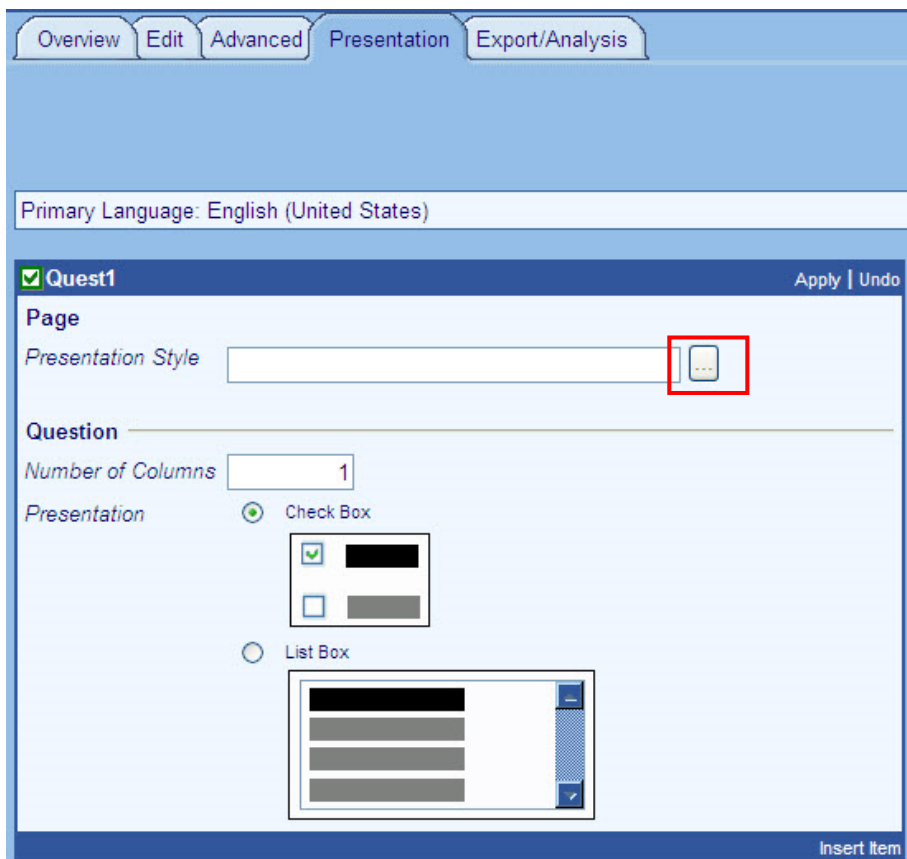 Overview Edit Advanced Presentation Export/Analysis
Primary Language: English (United States)
Quest1 Apply | Undo
Page
Presentation Style ...
Question
Number of Columns 1
Presentation Check Box
List Box
Insert Item